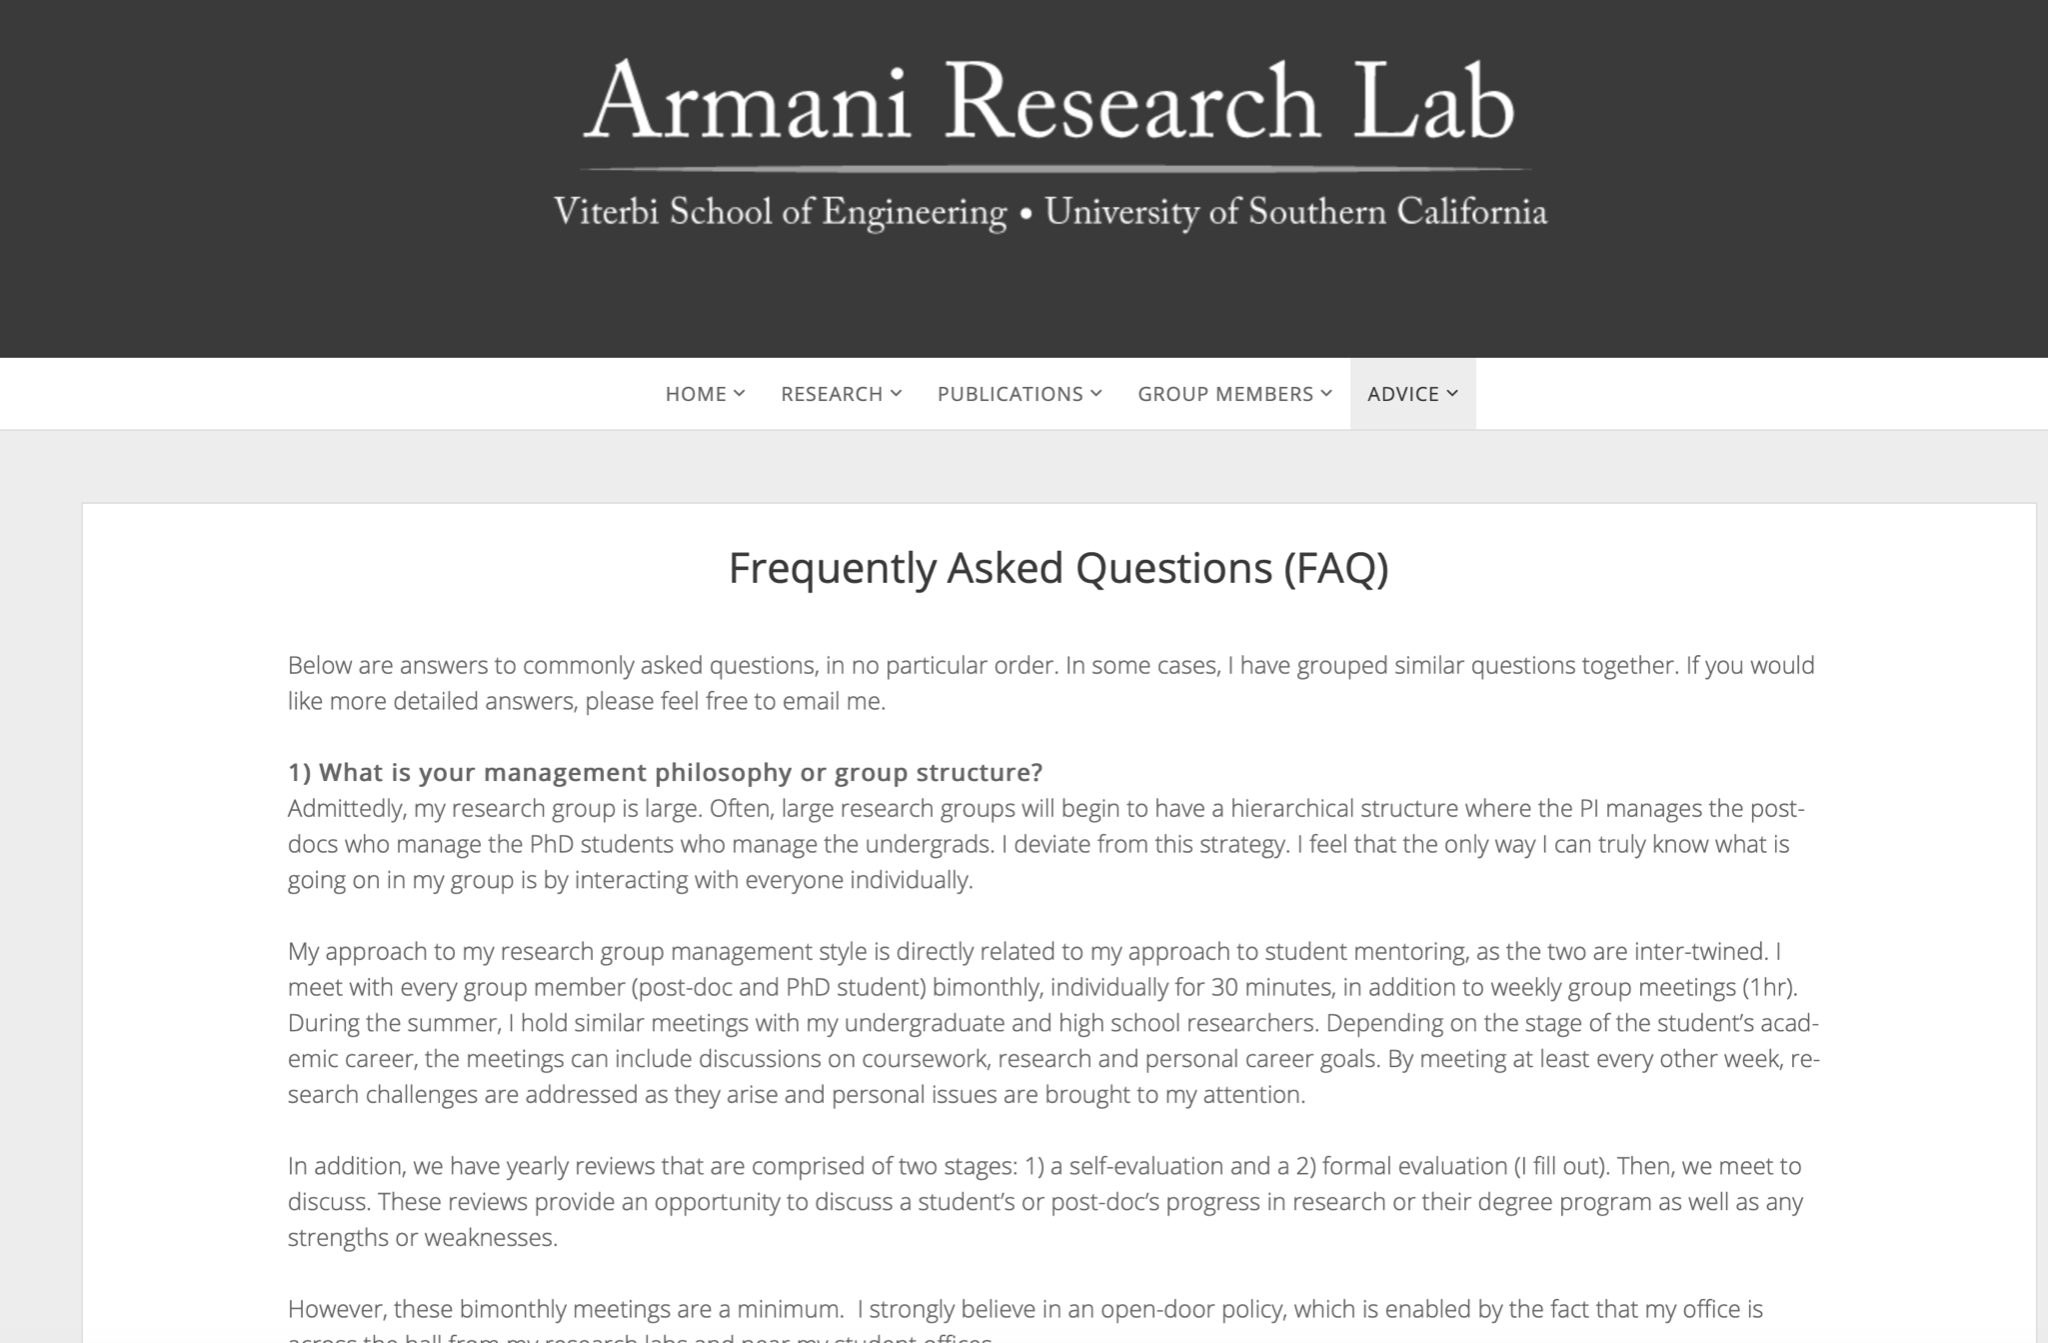 Armani Research Lab
Viterbi School of Engineering • University of Southern California
HOME RESEARCH PUBLICATIONS GROUP MEMBERS ADVICE
Frequently Asked Questions (FAQ)
Below are answers to commonly asked questions, in no particular order. In some cases, I have grouped similar questions together. If you would
like more detailed answers, please feel free to email me.
1) What is your management philosophy or group structure?
Admittedly, my research group is large. Often, large research groups will begin to have a hierarchical structure where the PI manages the post-
docs who manage the PhD students who manage the undergrads. I deviate from this strategy. I feel that the only way I can truly know what is
going on in my group is by interacting with everyone individually.
My approach to my research group management style is directly related to my approach to student mentoring, as the two are inter-twined. I
meet with every group member (post-doc and PhD student) bimonthly, individually for 30 minutes, in addition to weekly group meetings (1hr).
During the summer, I hold similar meetings with my undergraduate and high school researchers. Depending on the stage of the student’s acad-
emic career, the meetings can include discussions on coursework, research and personal career goals. By meeting at least every other week, re-
search challenges are addressed as they arise and personal issues are brought to my attention.
In addition, we have yearly reviews that are comprised of two stages: 1) a self-evaluation and a 2) formal evaluation (I fill out). Then, we meet to
discuss. These reviews provide an opportunity to discuss a student’s or post-doc’s progress in research or their degree program as well as any
strengths or weaknesses.
However, these bimonthly meetings are a minimum. I strongly believe in an open-door policy, which is enabled by the fact that my office is
across the hall from my research labs and near my student offices.